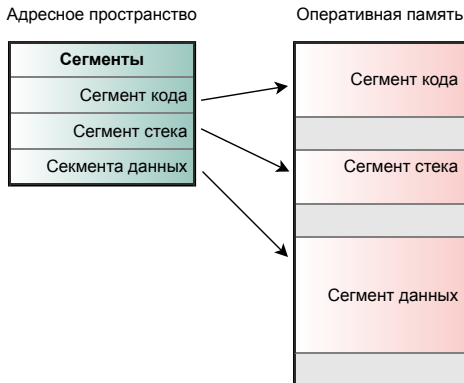 Адресное пространство
Сегменты
Сегмент кода
Сегмент стека
Секмента данных
Оперативная память
Сегмент кода
Сегмент стека
Сегмент данных